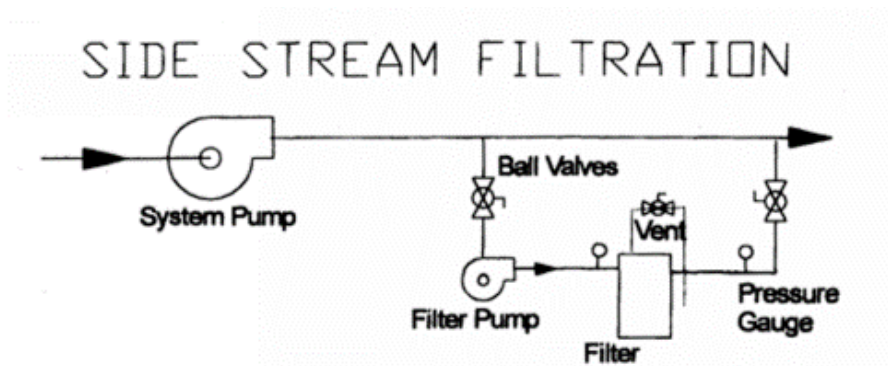 SIDE STREAM FILTRATION
Ball Valves
System Pump
Vent
Filter Pump
Pressure
Gauge
Filter